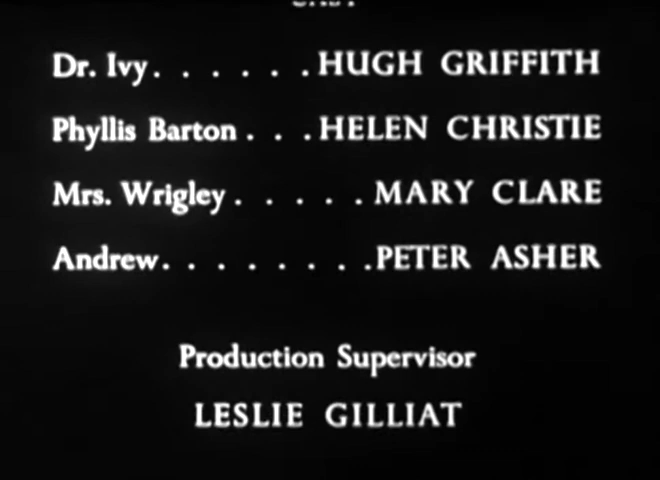 Dr. Ivy. . . . . . .HUGH GRIFFITH
Phyllis Barton . . .HELEN CHRISTIE
Mrs. Wrigley . . . . . MARY CLARE
Andrew. . . . . . . . .PETER ASHER
Production Supervisor
LESLIE GILLIAT